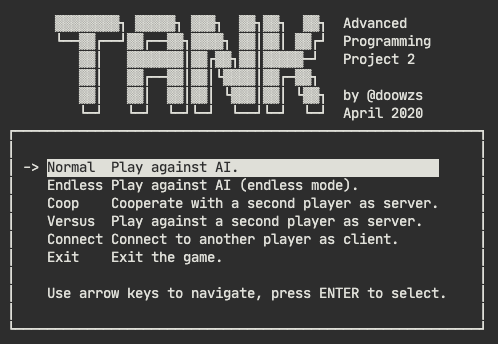 TANK
Advanced
Programming
Project 2
by @doowzs
April 2020
-> Normal  Play against AI.
Endless Play against AI (endless mode).
Coop    Cooperate with a second player as server.
Versus  Play against a second player as server.
Connect Connect to another player as client.
Exit    Exit the game.
Use arrow keys to navigate, press ENTER to select.